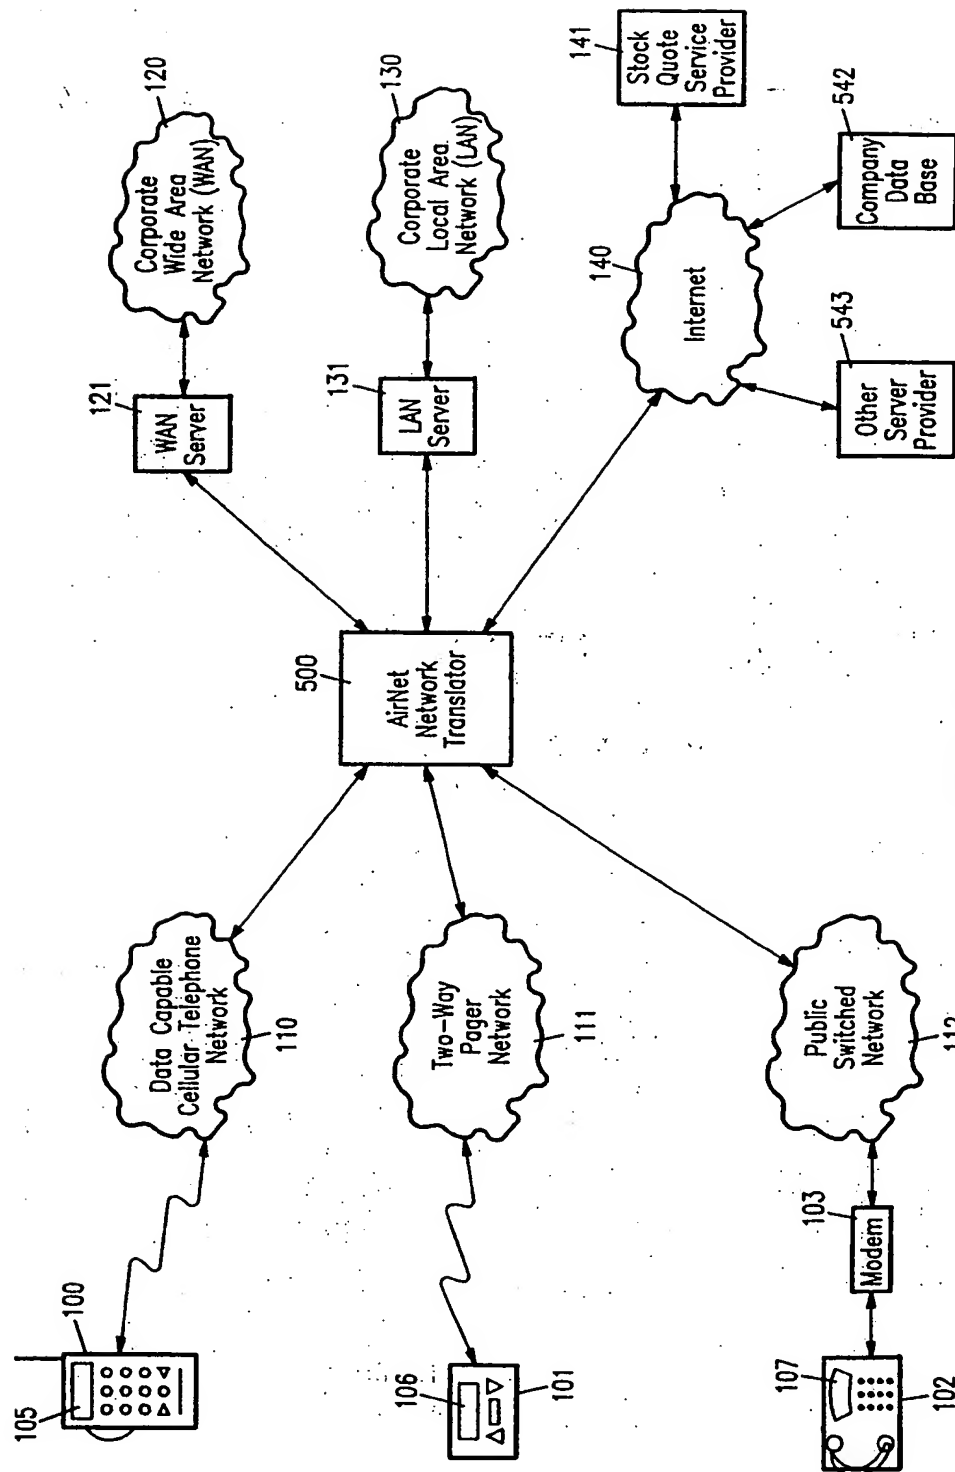 105
100
Data Capable
Cellular Telephone
Network
110
106
101
Two-Way
Pager
Network
111
107
102
Modem
103
Public
Switched
Network
112
500
AirNet
Network
Translator
121
WAN
Server
120
Corporate
Wide Area
Network (WAN)
131
LAN
Server
130
Corporate
Local Area.
Network (LAN)
140
Internet
141
Stock
Quote
Service
Provider
543
Other
Server
Provider
542
Company
Data
Base